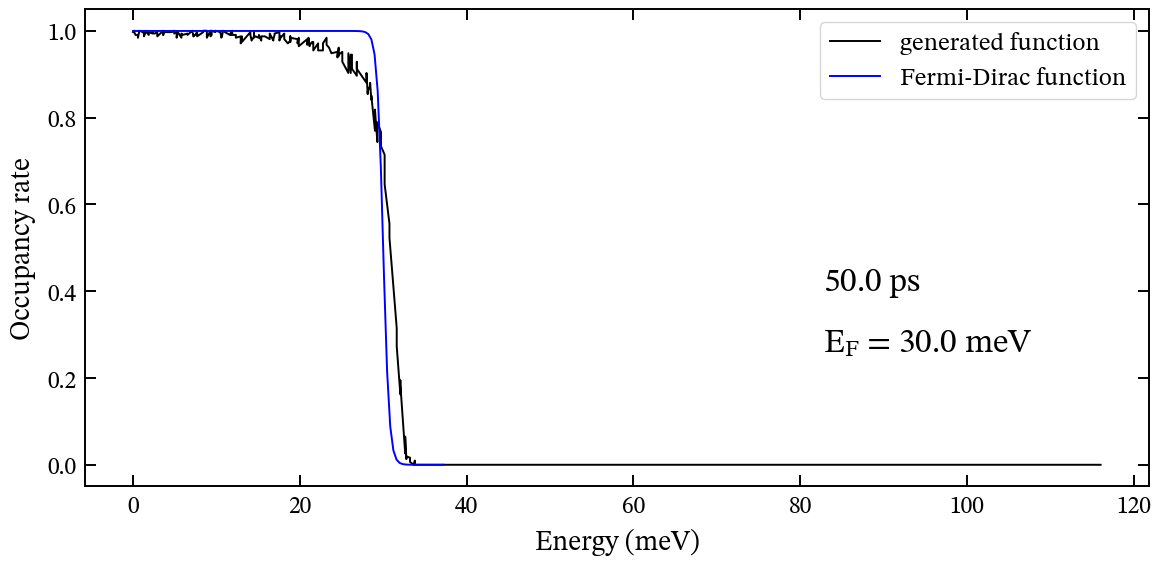 1.0
0.8
0.6
0.4
0.2
0.0
Occupancy rate
generated function
Fermi-Dirac function
50.0 ps
E_F = 30.0 meV
0 20 40 60 80 100 120
Energy (meV)